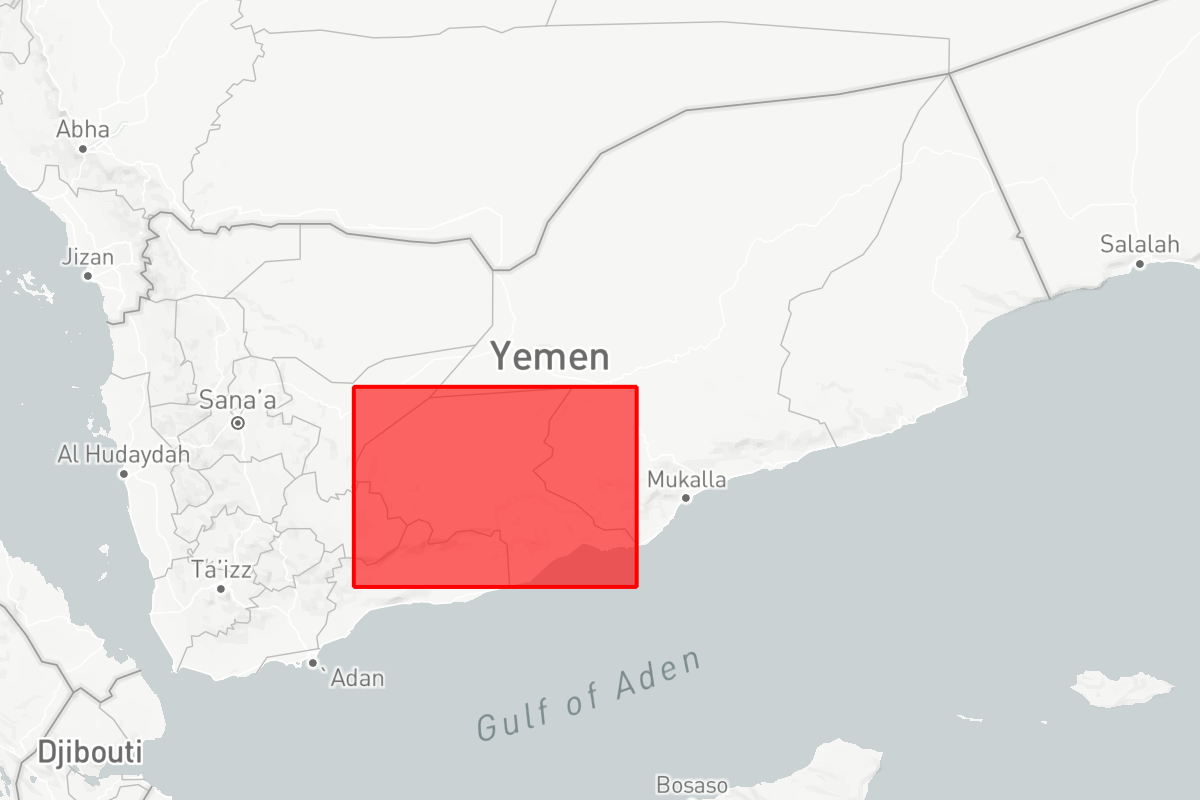 Abha
Jizan
Salalah
Yemen
Sana'a
Al Hudaydah
Mukalla
Ta'izz
`Adan
Gulf of Aden
Djibouti
Bosaso